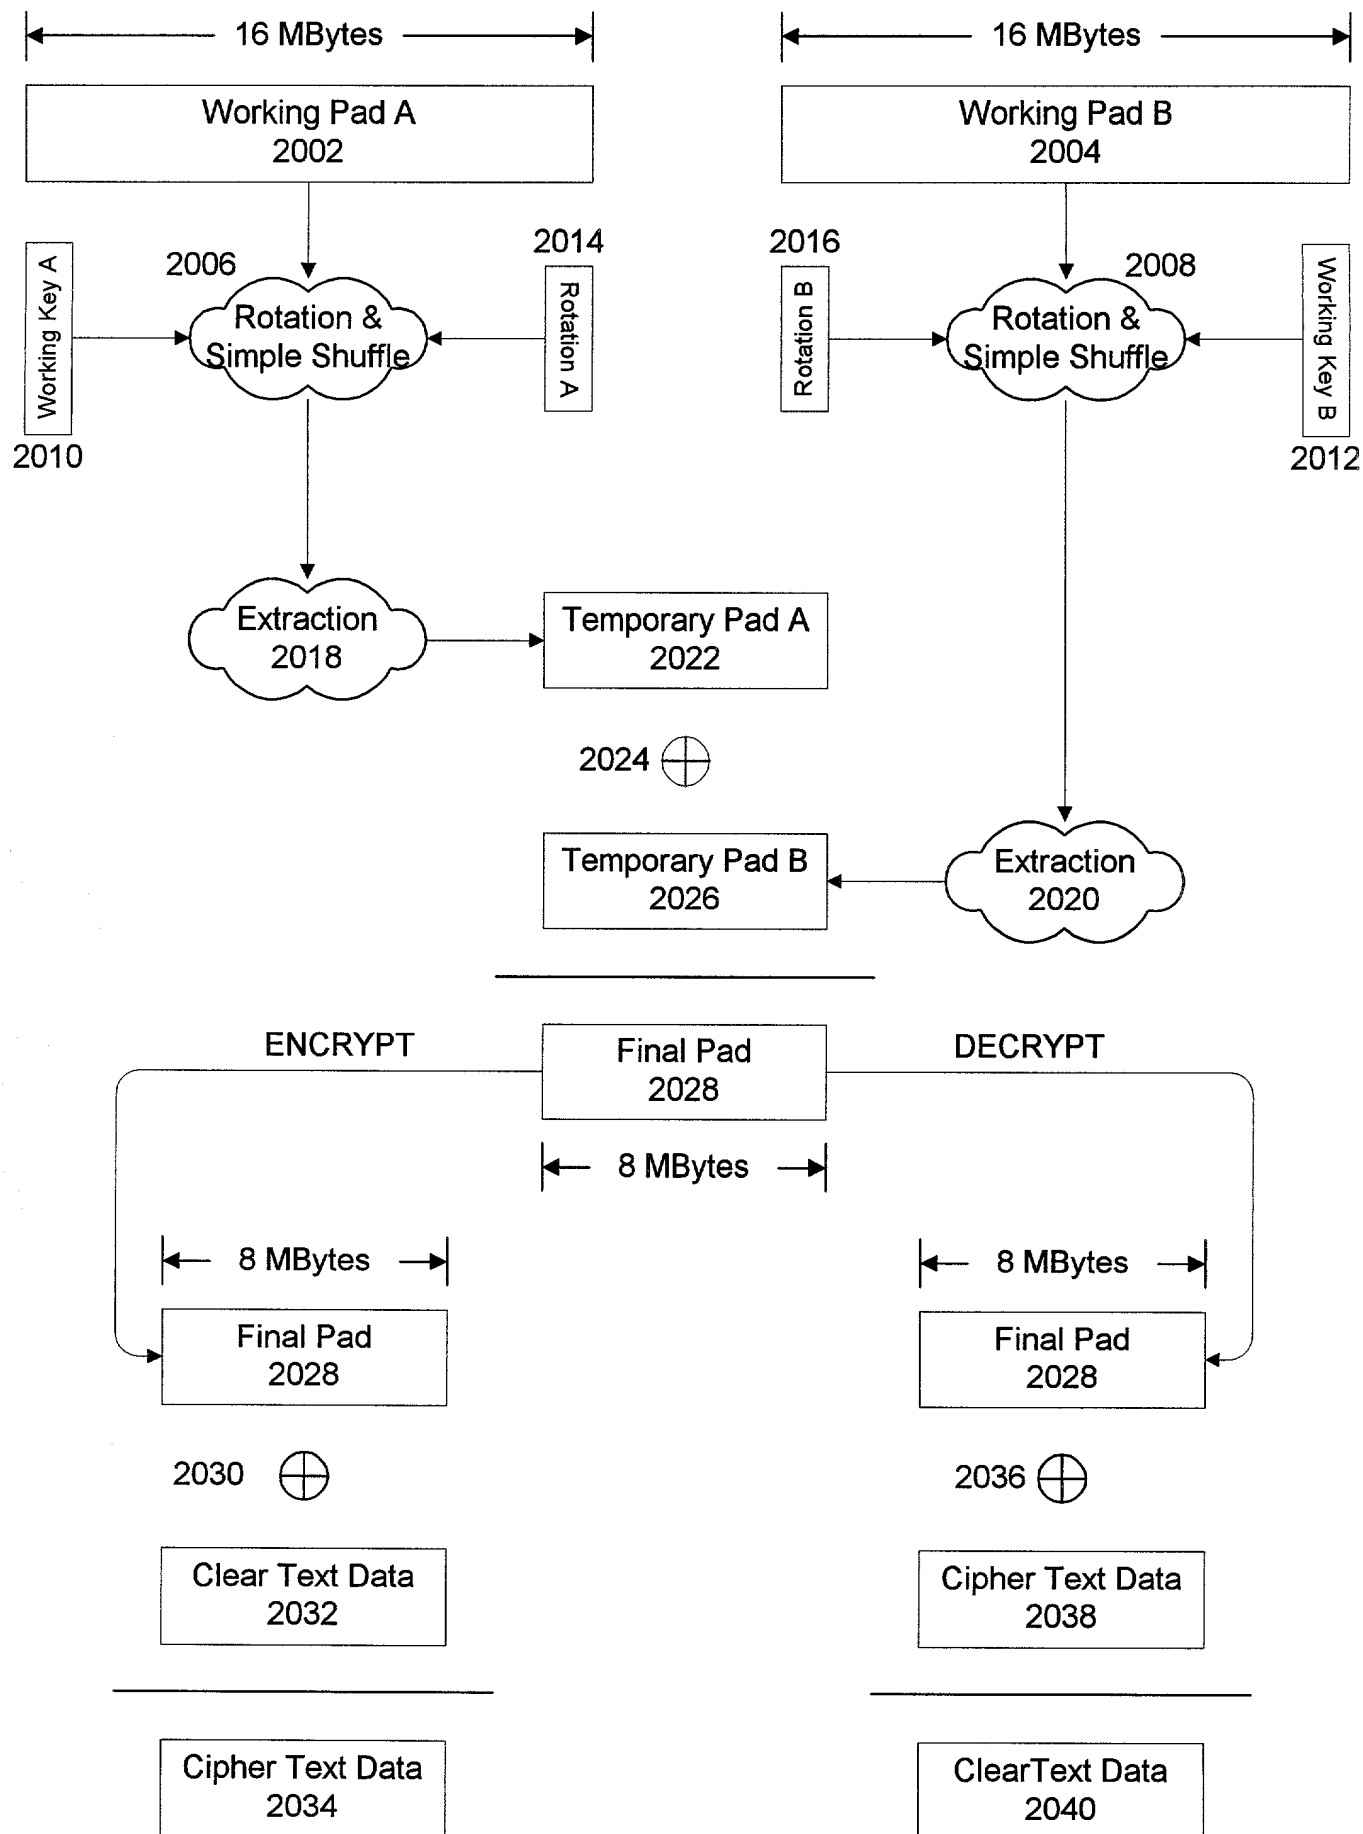 16 MBytes
16 MBytes
Working Pad A
2002
Working Pad B
2004
2014
2016
2006
2008
Working Key A
Rotation &
Simple Shuffle
Rotation A
Rotation B
Rotation &
Simple Shuffle
Working Key B
2010
2012
Extraction
2018
Temporary Pad A
2022
2024
Temporary Pad B
2026
Extraction
2020
ENCRYPT
Final Pad
2028
DECRYPT
8 MBytes
8 MBytes
8 MBytes
Final Pad
2028
Final Pad
2028
2030
2036
Clear Text Data
2032
Cipher Text Data
2038
Cipher Text Data
2034
ClearText Data
2040